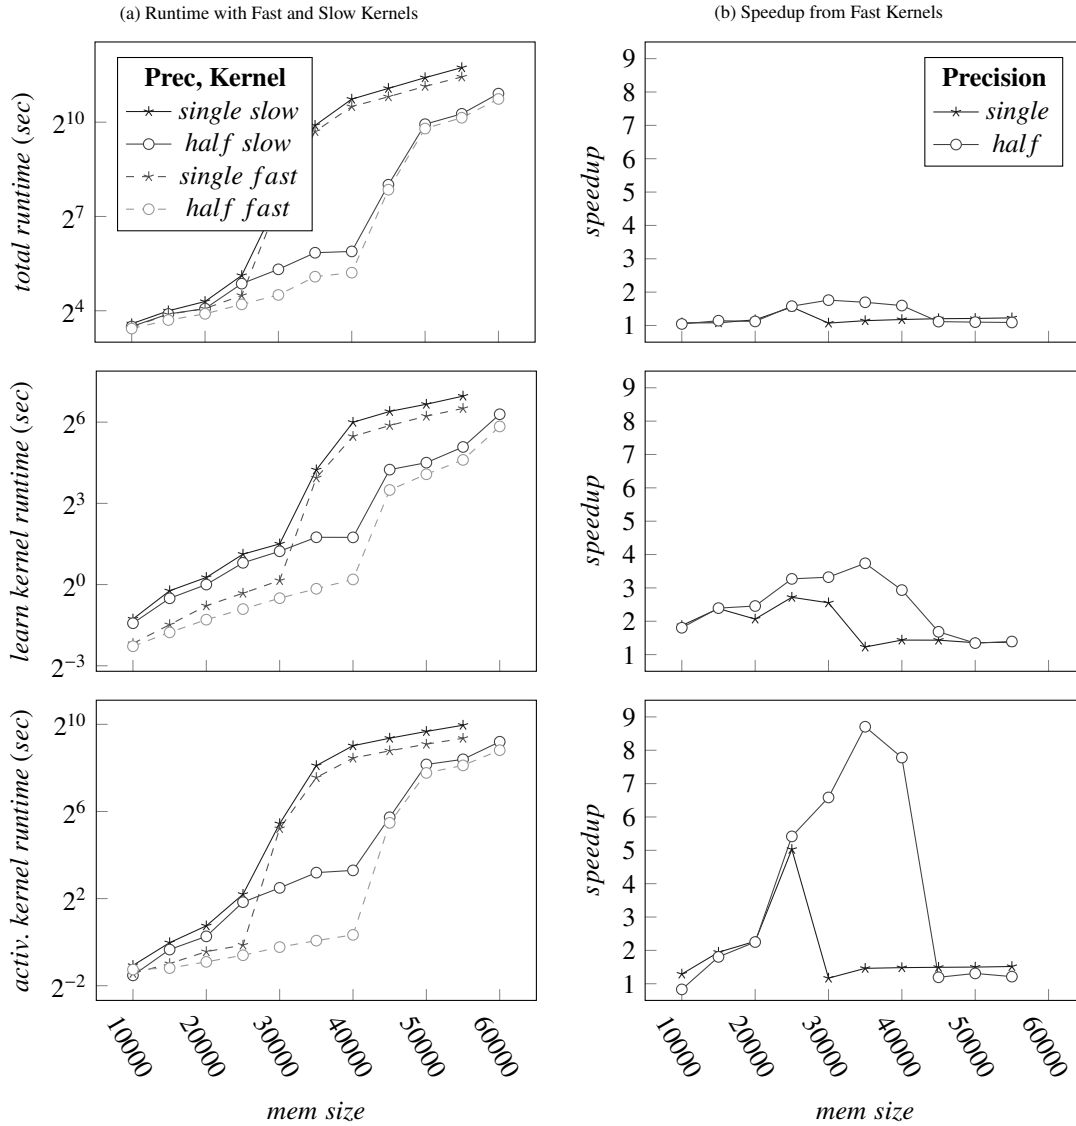 (a) Runtime with Fast and Slow Kernels
(b) Speedup from Fast Kernels
total runtime (sec)
2^10
2^7
2^4
Prec, Kernel
single slow
half slow
single fast
half fast
speedup
9
8
7
6
5
4
3
2
1
Precision
single
half
learn kernel runtime (sec)
2^6
2^3
2^0
2^−3
speedup
9
8
7
6
5
4
3
2
1
activ. kernel runtime (sec)
2^10
2^6
2^2
2^−2
10000
20000
30000
40000
50000
60000
mem size
speedup
9
8
7
6
5
4
3
2
1
10000
20000
30000
40000
50000
60000
mem size